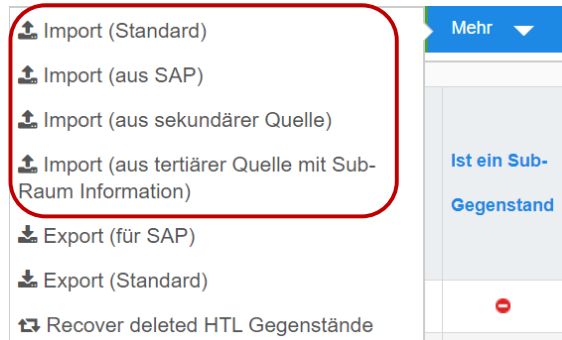 Import (Standard)
Mehr
Import (aus SAP)
Import (aus sekundärer Quelle)
Import (aus tertiärer Quelle mit Sub-
Raum Information)
Ist ein Sub-
Gegenstand
Export (für SAP)
Export (Standard)
Recover deleted HTL Gegenstände